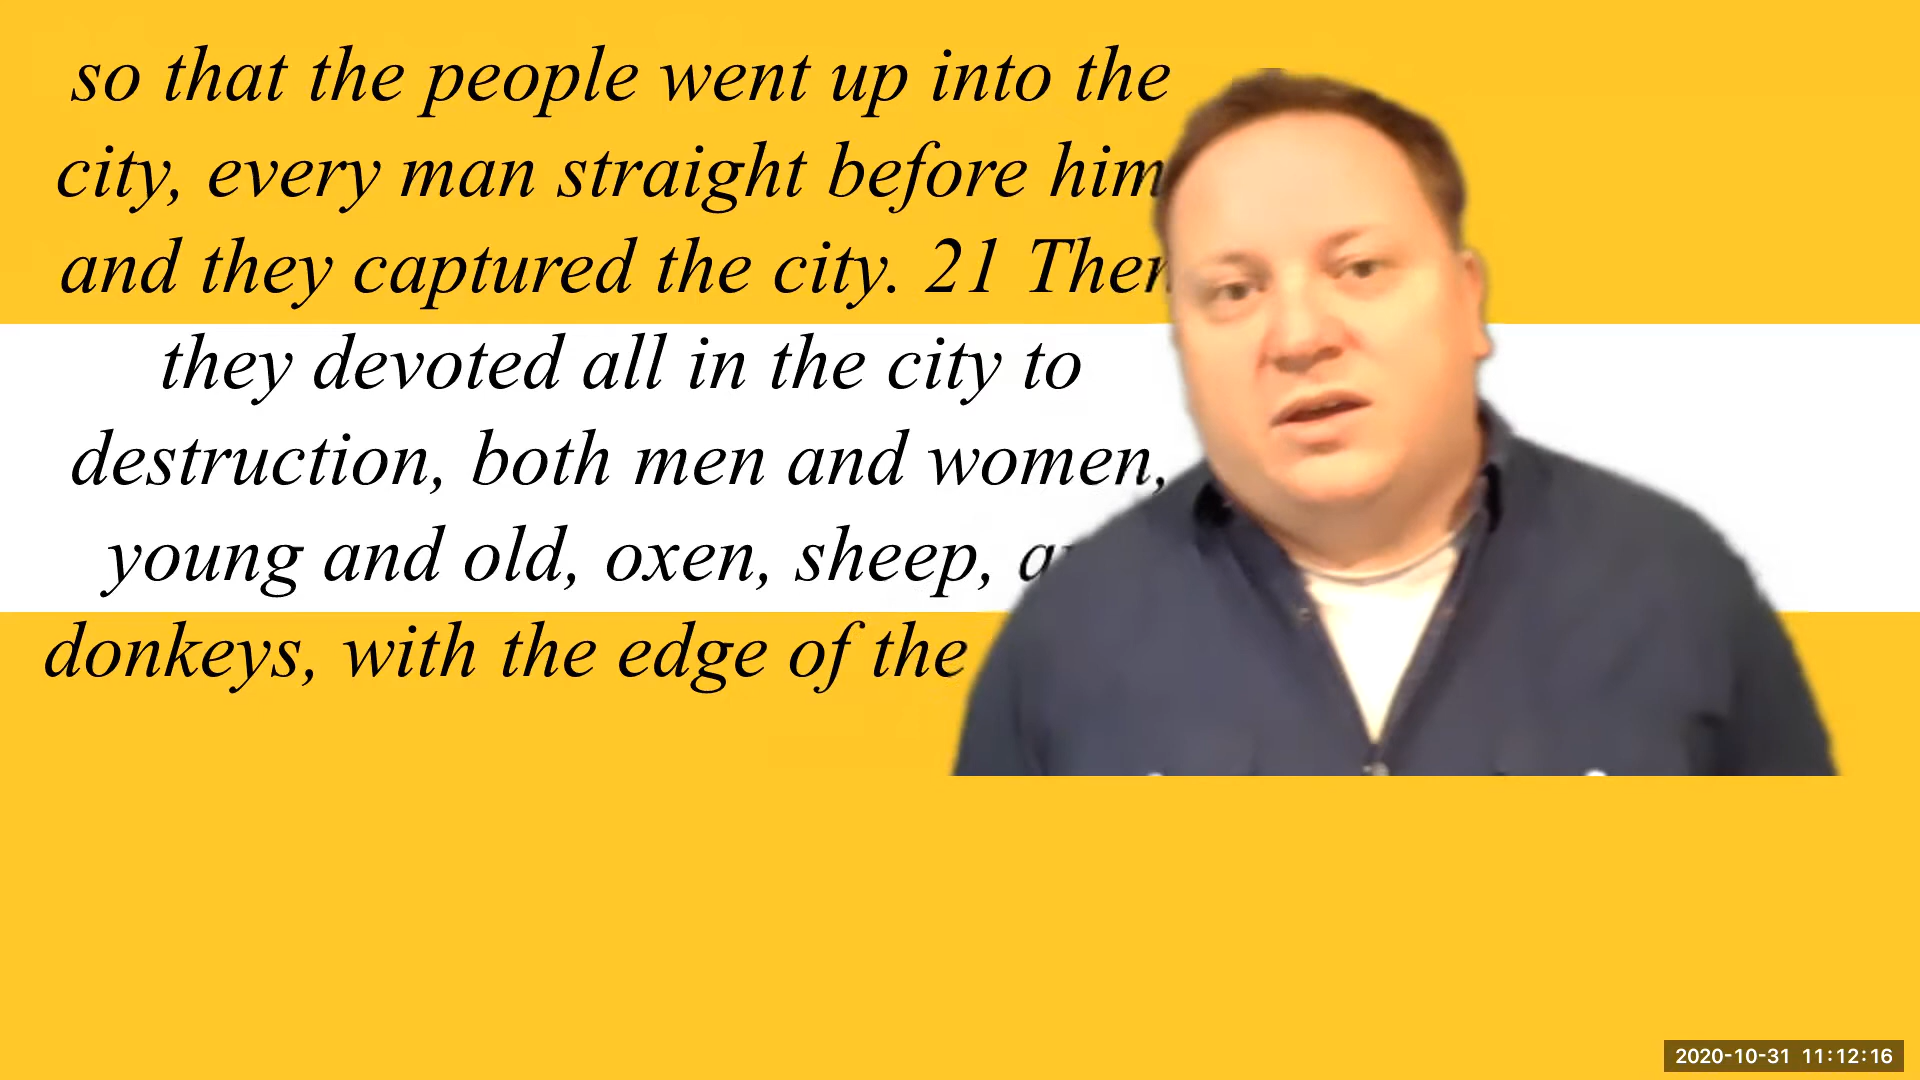 so that the people went up into the
city, every man straight before him
and they captured the city. 21
they devoted all in the city to
destruction, both men and women,
young and old, oxen, sheep,
donkeys, with the edge of the
2020-10-31 11:12:16